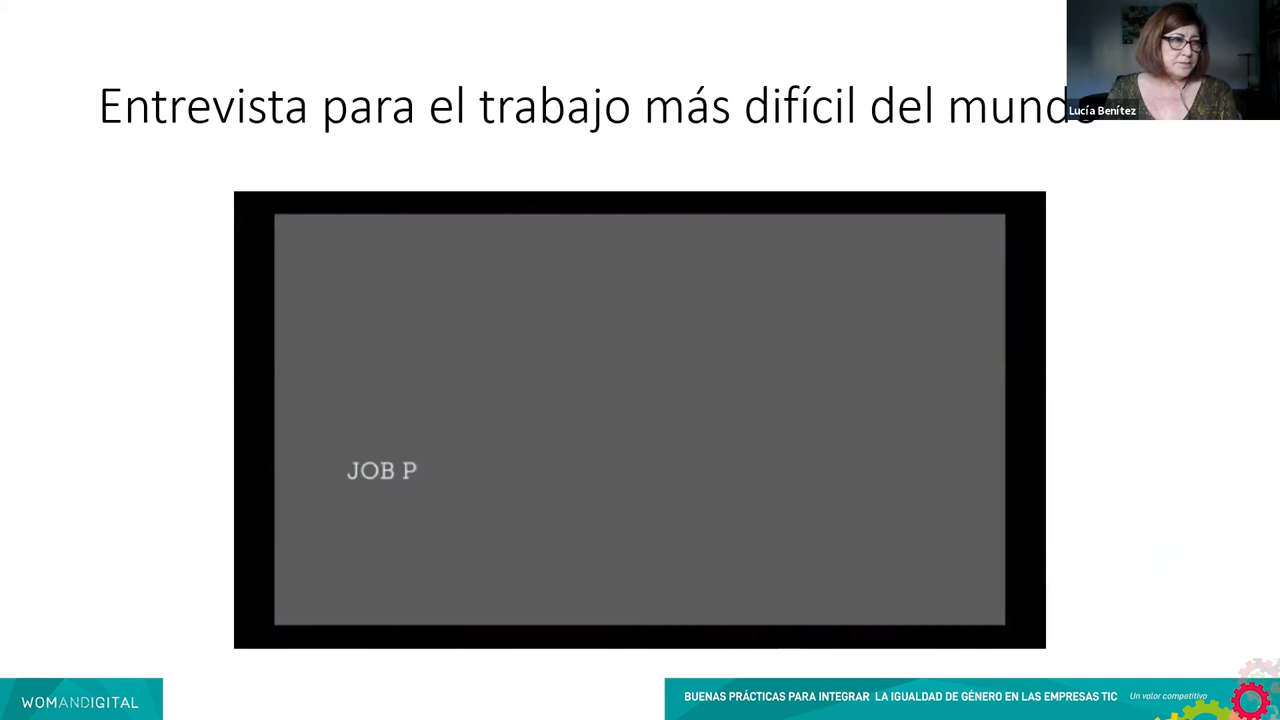 Entrevista para el trabajo más difícil del mundo
Lucía Benítez
JOB P
WOMANDIGITAL
BUENAS PRÁCTICAS PARA INTEGRAR LA IGUALDAD DE GÉNERO EN LAS EMPRESAS TIC
Un valor competitivo